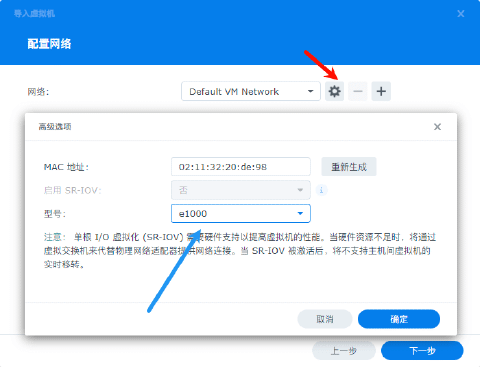 导入虚拟机
配置网络
网络： Default VM Network
高级选项
MAC 地址： 02:11:32:20:de:98 重新生成
启用 SR-IOV： 否
型号： e1000
注意： 单根 I/O 虚拟化 (SR-IOV) 需要硬件支持以提高虚拟机的性能。当硬件资源不足时，将通过
虚拟交换机来代替物理网络适配器提供网络连接。当 SR-IOV 被激活后，将不支持主机间虚拟机的
实时移转。
取消 确定
上一步 下一步